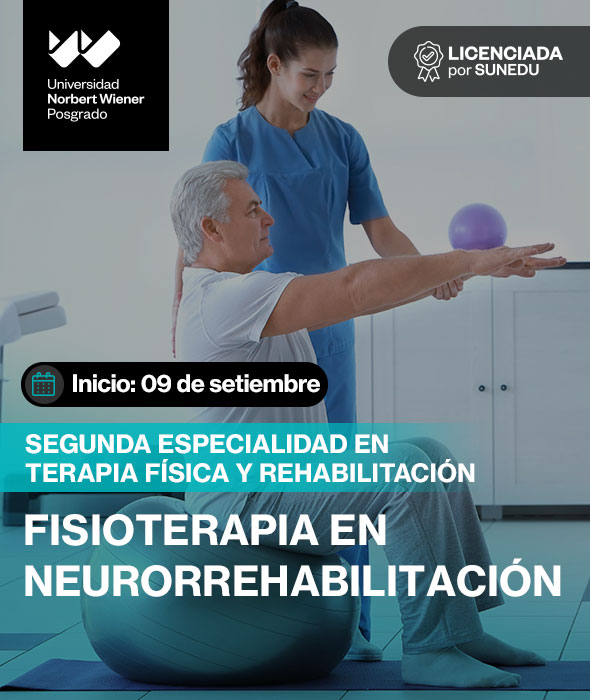 Universidad
Norbert Wiener
Posgrado
LICENCIADA
por SUNEDU
Inicio: 09 de setiembre
SEGUNDA ESPECIALIDAD EN
TERAPIA FÍSICA Y REHABILITACIÓN
FISIOTERAPIA EN
NEURORREHABILITACIÓN